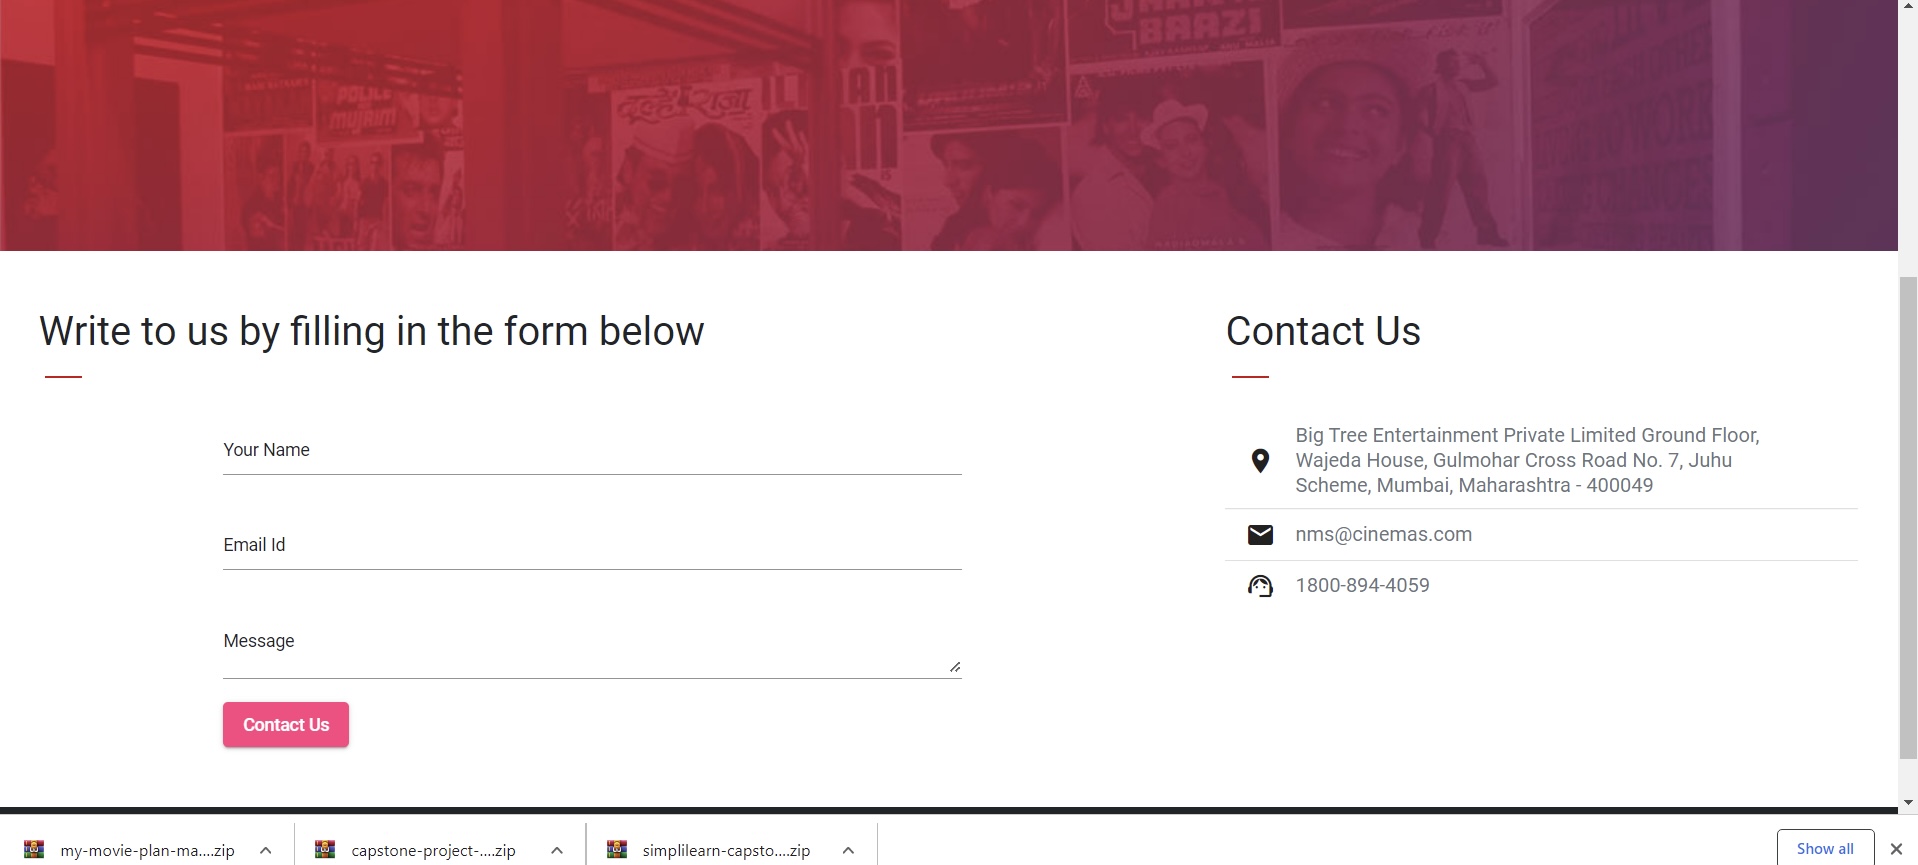 JAANBAAZI
POLICE
MUJRIM
दूल्हे राजा
Write to us by filling in the form below
Contact Us
Your Name
Big Tree Entertainment Private Limited Ground Floor,
Wajeda House, Gulmohar Cross Road No. 7, Juhu
Scheme, Mumbai, Maharashtra - 400049
Email Id
nms@cinemas.com
1800-894-4059
Message
Contact Us
my-movie-plan-ma....zip
capstone-project-....zip
simplilearn-capsto....zip
Show all